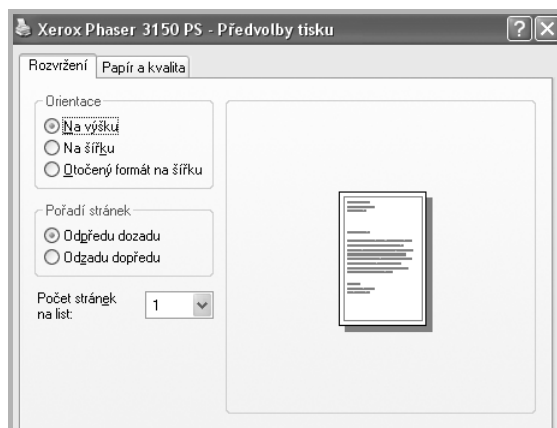 Xerox Phaser 3150 PS - Předvolby tisku
Rozvržení
Papír a kvalita
Orientace
Na výšku
Na šířku
Otočený formát na šířku
Pořadí stránek
Odpředu dozadu
Odzadu dopředu
Počet stránek
na list:
1